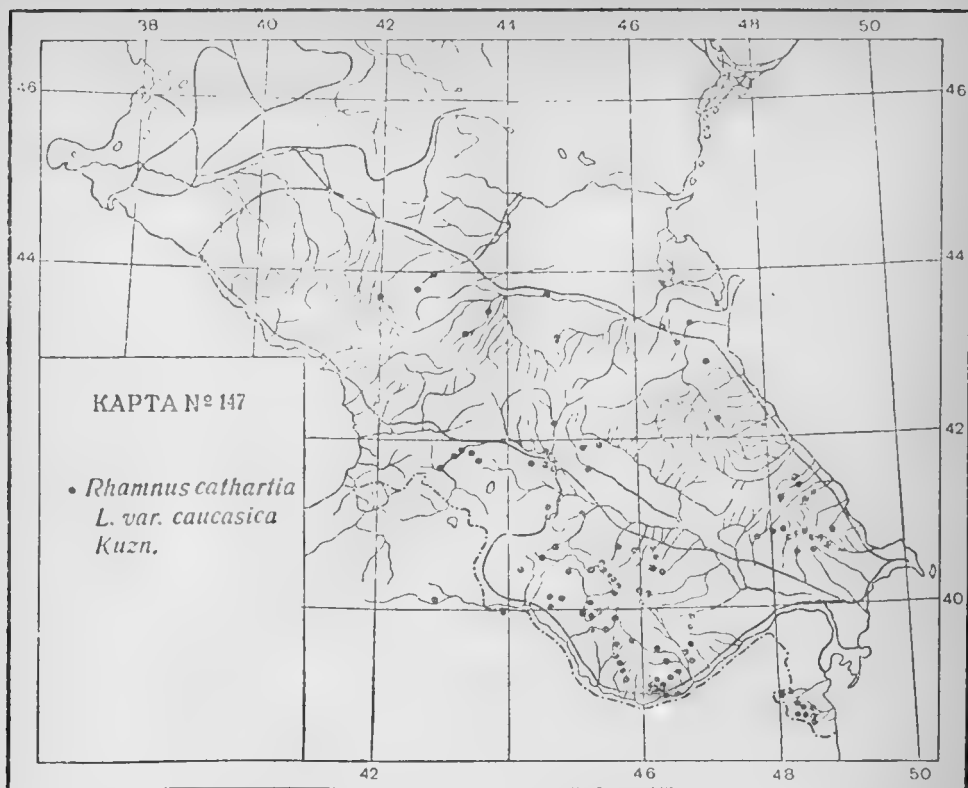 38 40 42 44 46 48 50
46 46
44 44
КАРТА № 147
42 42
• Rhamnus cathartia
L. var. caucasica
Kuzn.
40 40
42 44 46 48 50